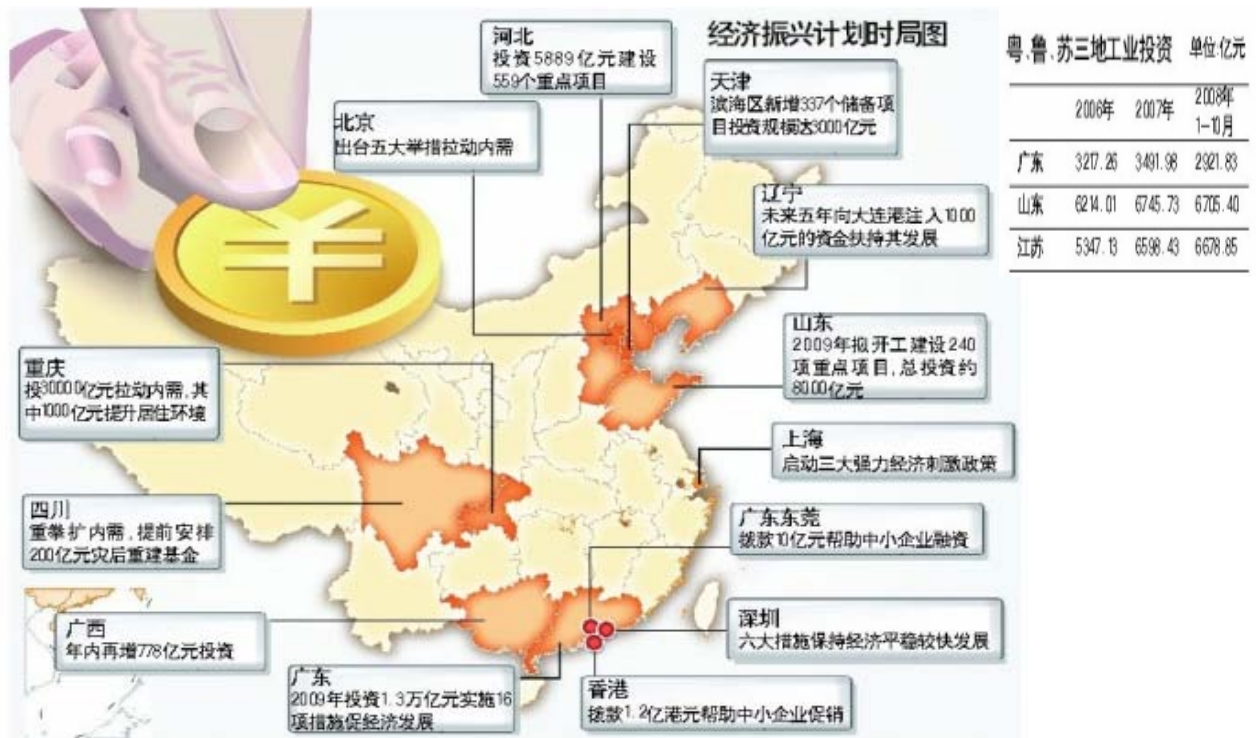 经济振兴计划时局图
河北
投资5889亿元建设
559个重点项目
天津
滨海区新增337个储备项
目投资规模达3000亿元
北京
出台五大举措拉动内需
辽宁
未来五年向大连港注入1000
亿元的资金扶持其发展
山东
2009年拟开工建设240
项重点项目,总投资约
8000亿元
重庆
投30000亿元拉动内需,其
中1000亿元提升居住环境
上海
启动三大强力经济刺激政策
四川
重拳扩内需,提前安排
200亿元灾后重建基金
广东东莞
拨款10亿元帮助中小企业融资
广西
年内再增778亿元投资
深圳
六大措施保持经济平稳较快发展
广东
2009年投资1.3万亿元实施16
项措施促经济发展
香港
拨款1.2亿港元帮助中小企业促销
粤、鲁、苏三地工业投资 单位:亿元
2006年 2007年 2008年
1-10月
广东 3217.26 3491.98 2921.83
山东 6214.01 6745.73 6705.40
江苏 5347.13 6598.43 6678.85